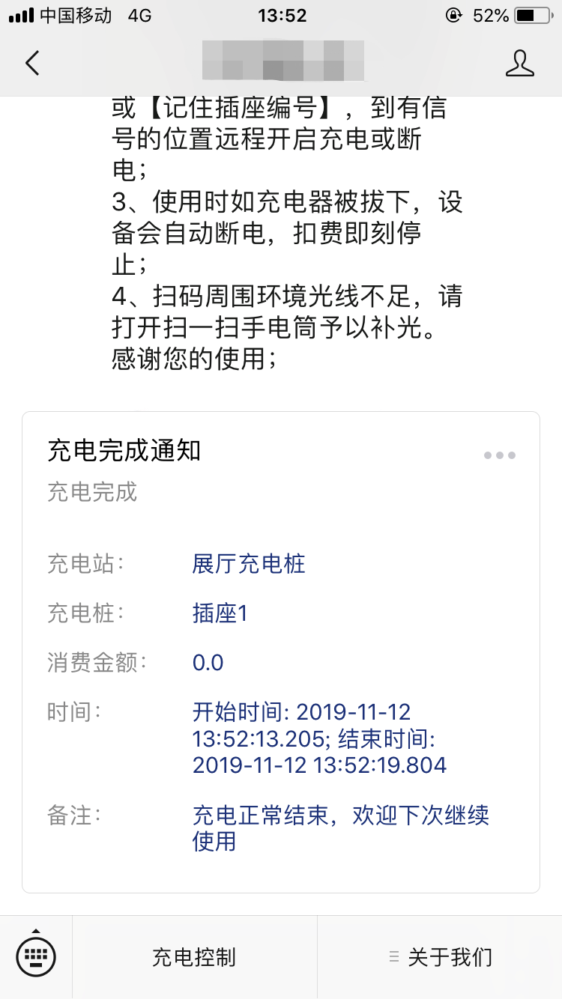 中国移动 4G 13:52 52%
或【记住插座编号】，到有信
号的位置远程开启充电或断
电；
3、使用时如充电器被拔下，设
备会自动断电，扣费即刻停
止；
4、扫码周围环境光线不足，请
打开扫一扫手电筒予以补光。
感谢您的使用；
充电完成通知
充电完成
充电站： 展厅充电桩
充电桩： 插座1
消费金额： 0.0
时间： 开始时间: 2019-11-12
13:52:13.205; 结束时间:
2019-11-12 13:52:19.804
备注： 充电正常结束，欢迎下次继续
使用
充电控制 关于我们